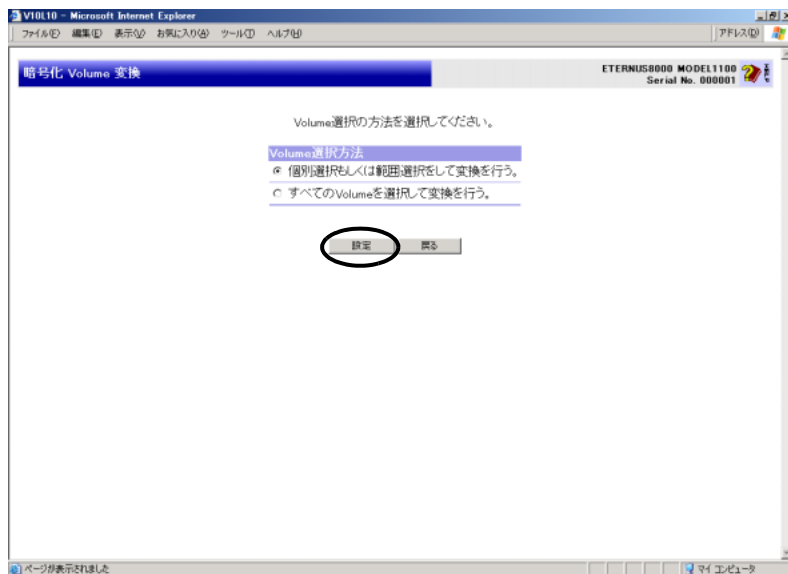 V10L10 - Microsoft Internet Explorer
ファイル(F) 編集(E) 表示(V) お気に入り(A) ツール(T) ヘルプ(H) アドレス(D)
暗号化 Volume 変換
ETERNUS8000 MODEL1100
Serial No. 000001
Volume選択の方法を選択してください。
Volume選択方法
個別選択もしくは範囲選択をして変換を行う。
すべてのVolumeを選択して変換を行う。
設定 戻る
ページが表示されました マイ コンピュータ